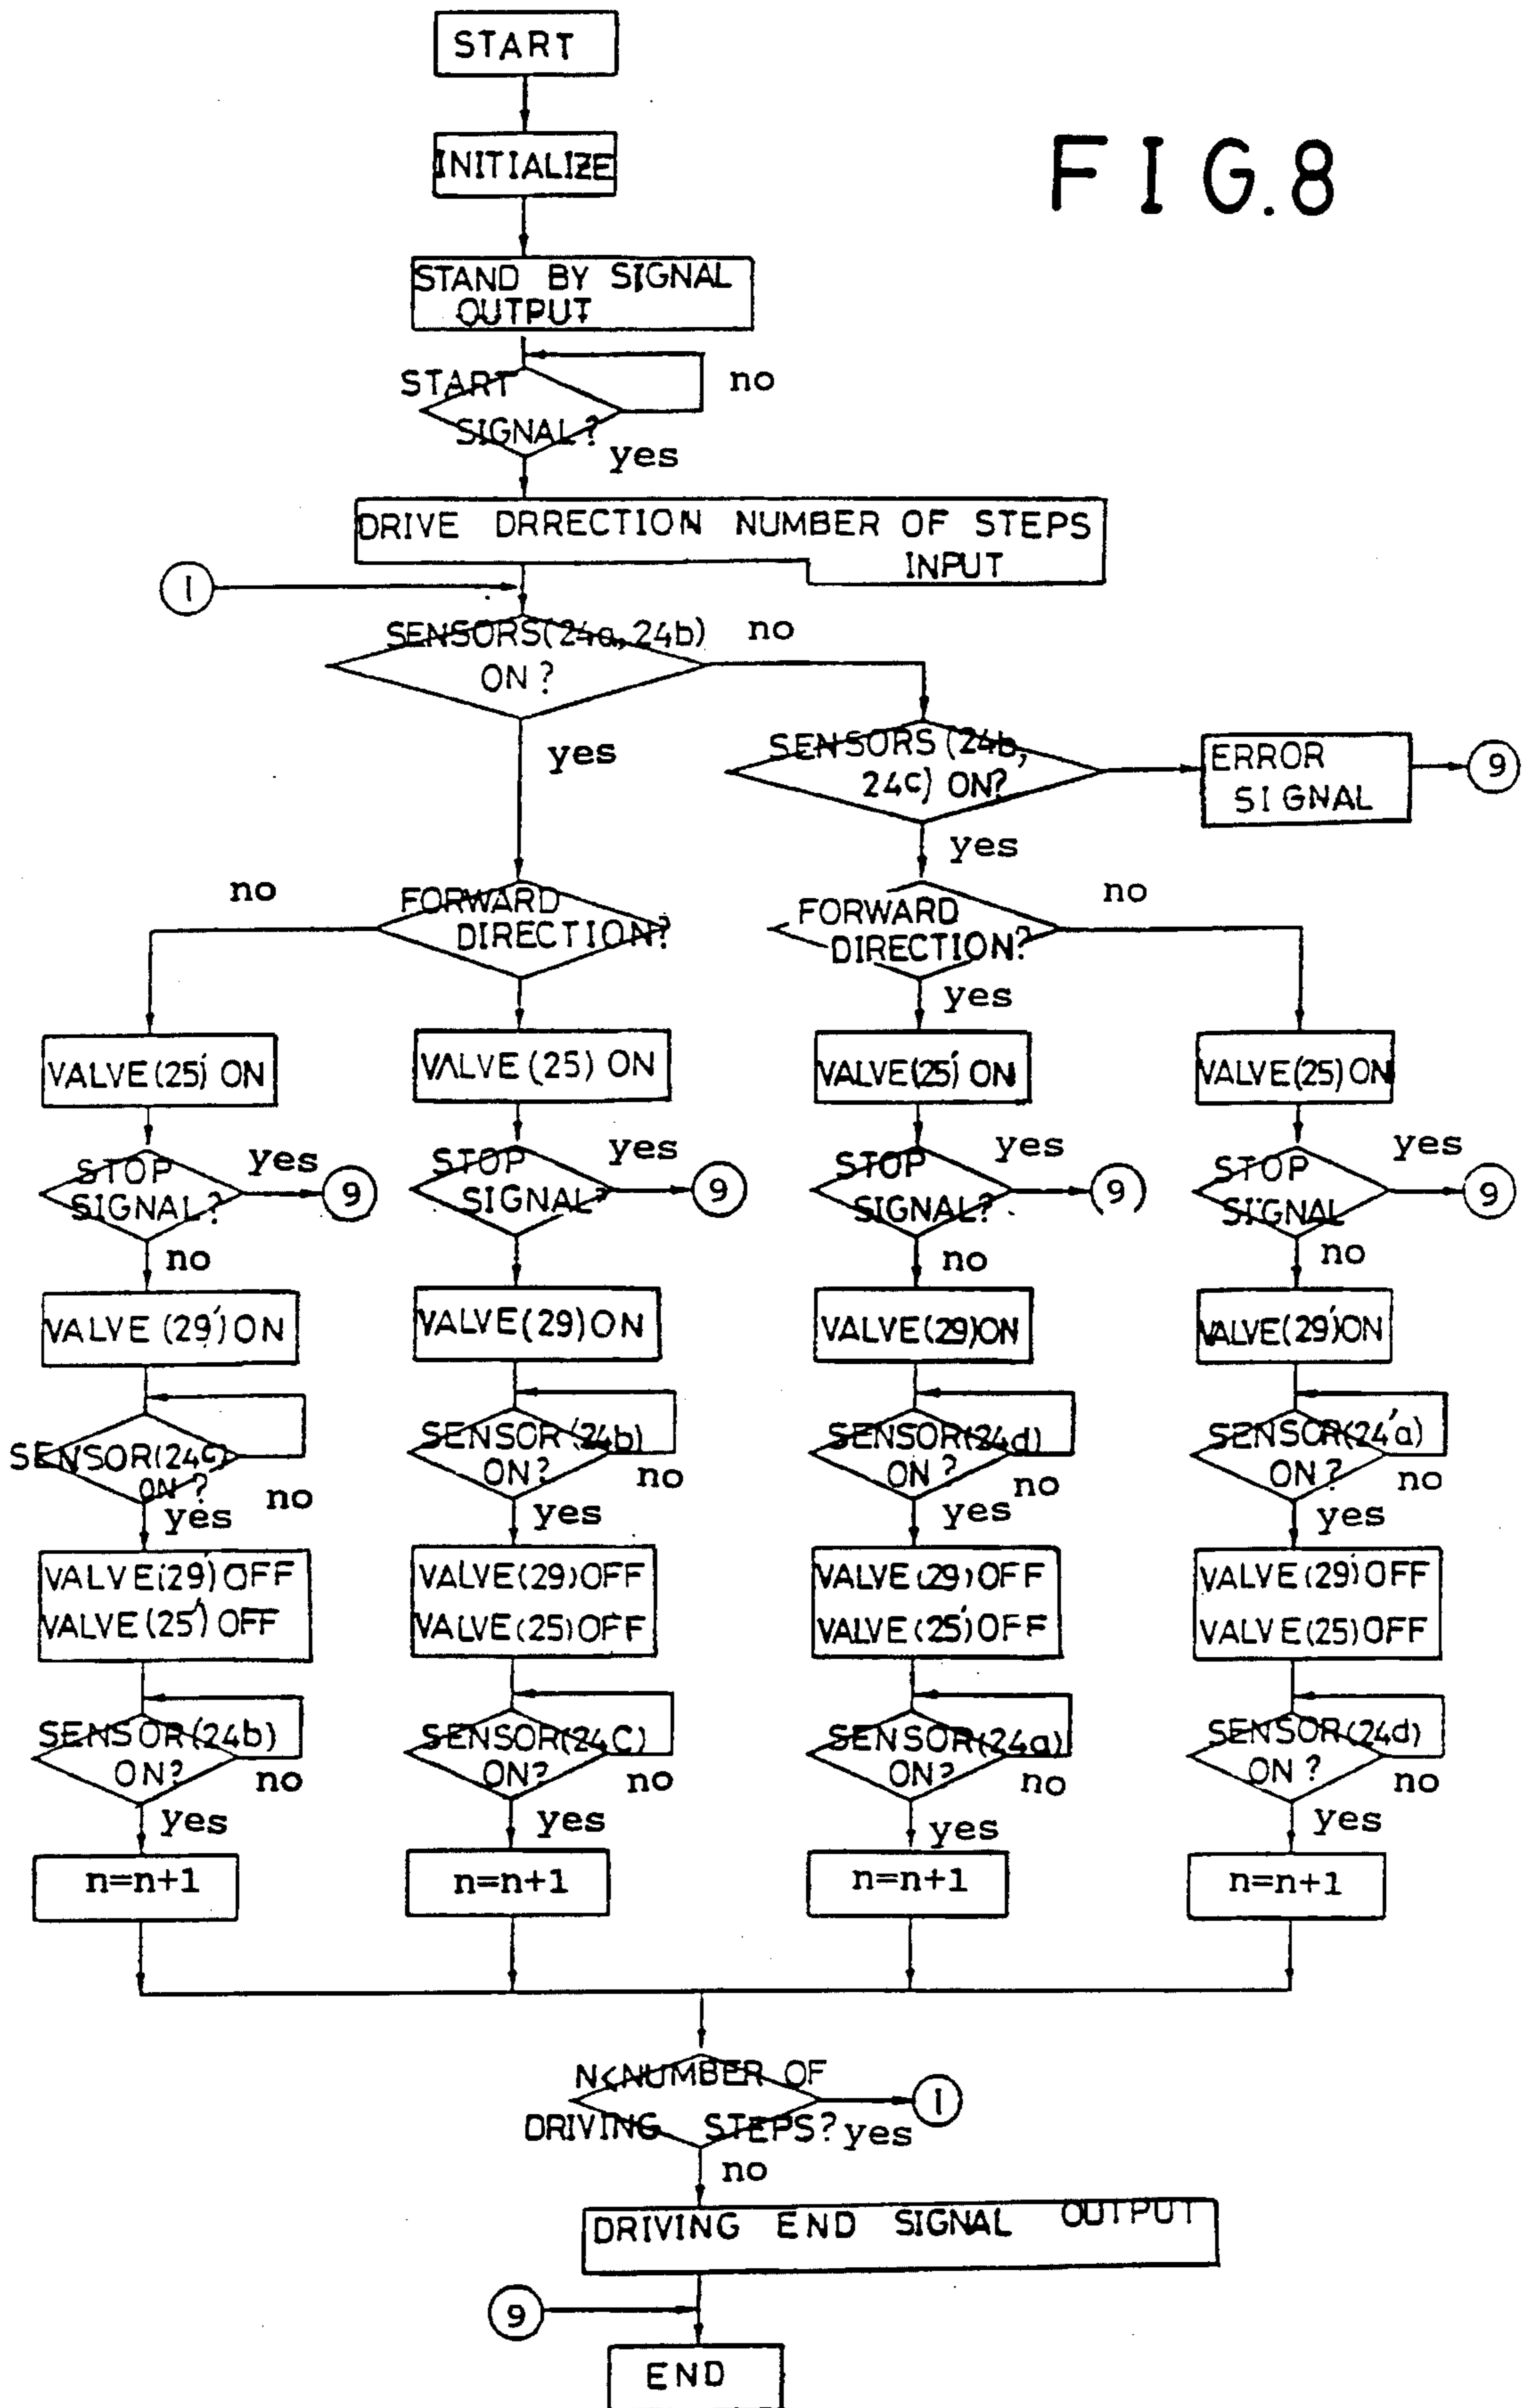 START
FIG.8
INITIALIZE
STAND BY SIGNAL
OUTPUT
START
SIGNAL?
no
yes
DRIVE DRRECTION NUMBER OF STEPS
INPUT
1
SENSORS(24a,24b)
ON?
no
yes
SENSORS(24b,
24c) ON?
ERROR
SIGNAL
9
yes
no
FORWARD
DIRECTION?
FORWARD
DIRECTION?
no
yes
VALVE(25' ON
VALVE(25) ON
VALVE(25' ON
VALVE(25) ON
STOP
SIGNAL?
yes
9
STOP
SIGNAL?
yes
9
STOP
SIGNAL?
yes
9
STOP
SIGNAL
yes
9
no
no
no
VALVE(29')ON
VALVE(29)ON
VALVE(29)ON
VALVE(29')ON
SENSOR(24c)
ON?
no
yes
SENSOR(24b)
ON?
no
yes
SENSOR(24d)
ON?
no
yes
SENSOR(24'a)
ON?
no
yes
VALVE(29')OFF
VALVE(25')OFF
VALVE(29)OFF
VALVE(25)OFF
VALVE(29)OFF
VALVE(25'OFF
VALVE(29'OFF
VALVE(25)OFF
SENSOR(24b)
ON?
no
yes
SENSOR(24C)
ON?
no
yes
SENSOR(24a)
ON?
no
yes
SENSOR(24d)
ON?
no
yes
n=n+1
n=n+1
n=n+1
n=n+1
N<NUMBER OF
DRIVING STEPS?
yes
1
no
DRIVING END SIGNAL OUTPUT
9
END